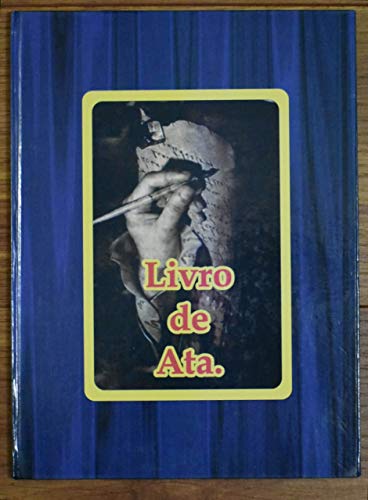 Livro
de
Ata.